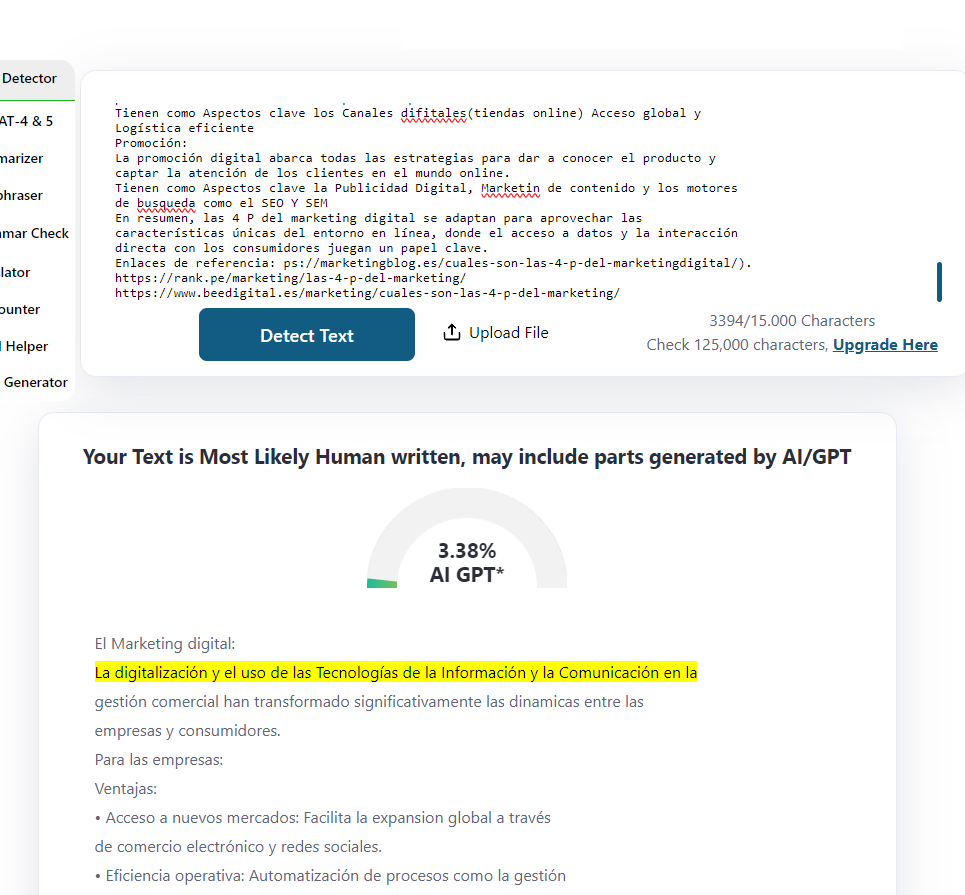 Detector
AT-4 & 5
marizer
phraser
mmar Check
lator
ounter
l Helper
Generator
Tienen como Aspectos clave los Canales difitales(tiendas online) Acceso global y
Logística eficiente
Promoción:
La promoción digital abarca todas las estrategias para dar a conocer el producto y
captar la atención de los clientes en el mundo online.
Tienen como Aspectos clave la Publicidad Digital, Marketin de contenido y los motores
de busqueda como el SEO Y SEM
En resumen, las 4 P del marketing digital se adaptan para aprovechar las
características únicas del entorno en línea, donde el acceso a datos y la interacción
directa con los consumidores juegan un papel clave.
Enlaces de referencia: ps://marketingblog.es/cuales-son-las-4-p-del-marketingdigital/).
https://rank.pe/marketing/las-4-p-del-marketing/
https://www.beedigital.es/marketing/cuales-son-las-4-p-del-marketing/
Detect Text
Upload File
3394/15.000 Characters
Check 125,000 characters, Upgrade Here
Your Text is Most Likely Human written, may include parts generated by AI/GPT
3.38%
AI GPT*
El Marketing digital:
La digitalización y el uso de las Tecnologías de la Información y la Comunicación en la
gestión comercial han transformado significativamente las dinamicas entre las
empresas y consumidores.
Para las empresas:
Ventajas:
• Acceso a nuevos mercados: Facilita la expansion global a través
de comercio electrónico y redes sociales.
• Eficiencia operativa: Automatización de procesos como la gestión